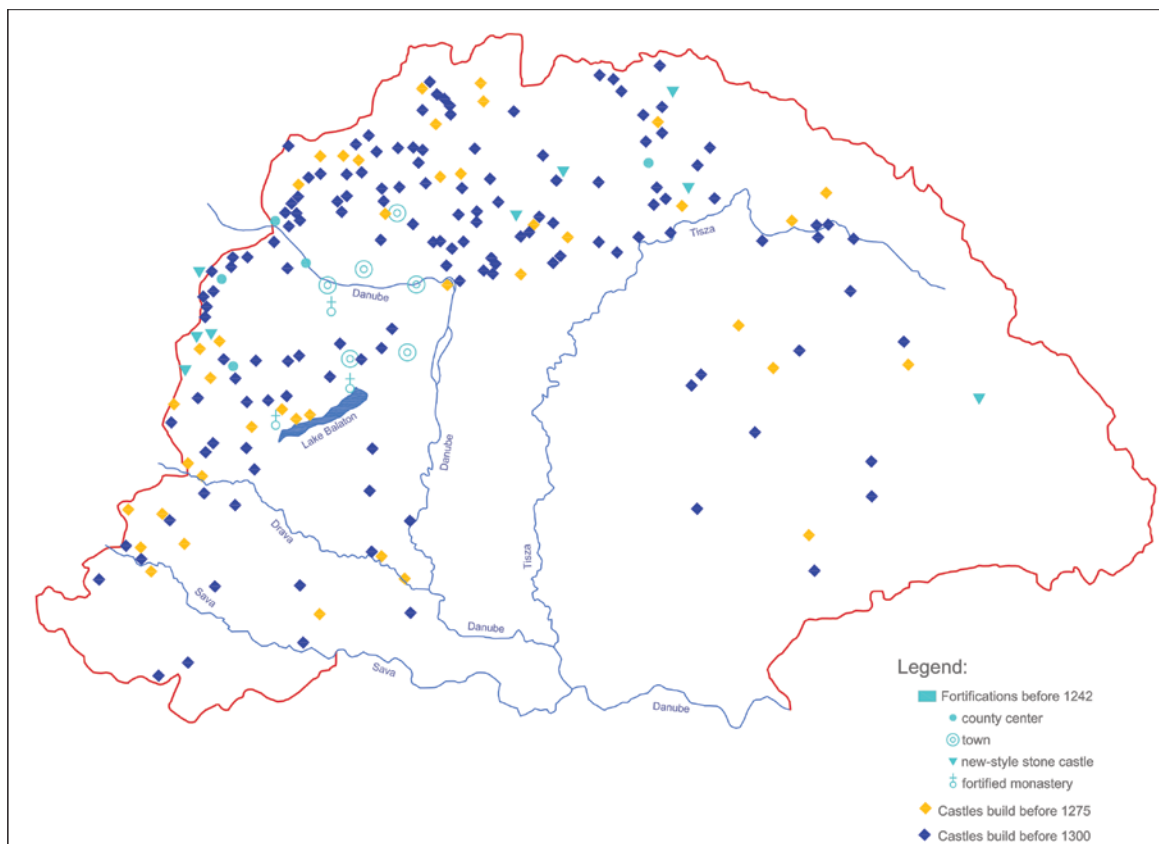 Tisza
Danube
Lake Balaton
Danube
Tisza
Drava
Sava
Danube
Sava
Danube
Legend:
Fortifications before 1242
county center
town
new-style stone castle
fortified monastery
Castles build before 1275
Castles build before 1300